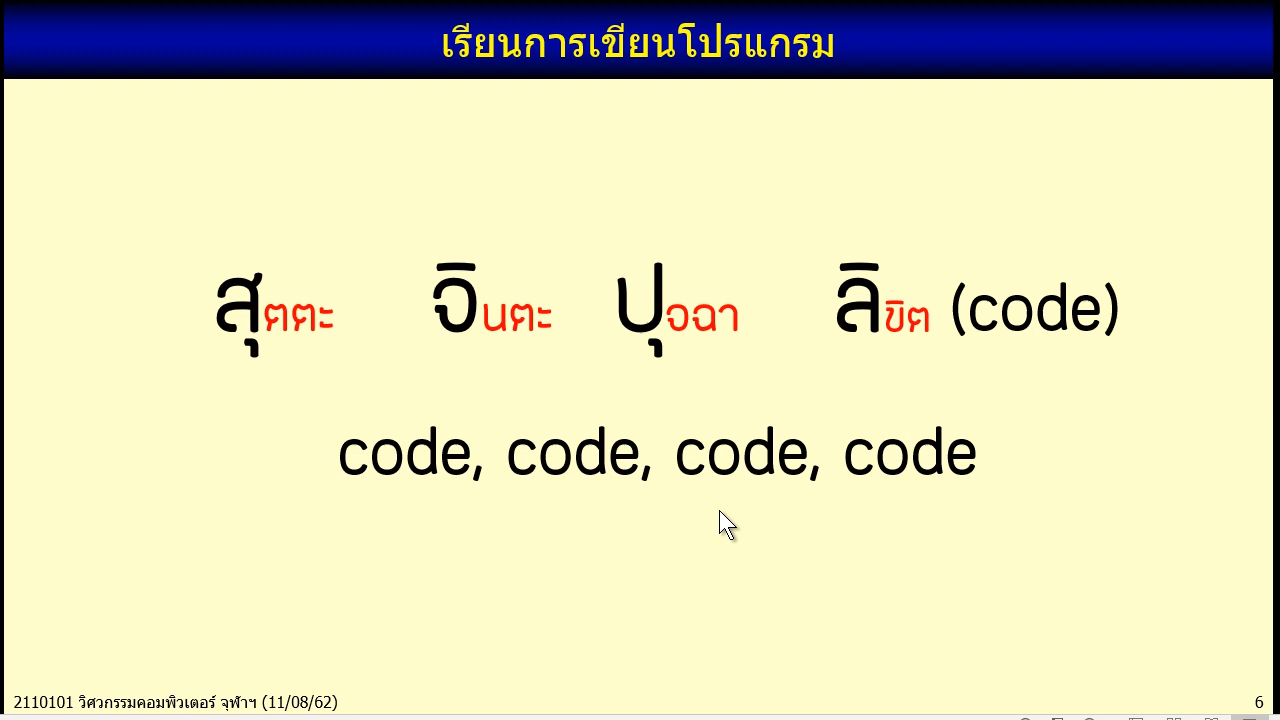 เรียนการเขียนโปรแกรม
สุตตะ จินตะ ปุจฉา ลิขิต (code)
code, code, code, code
2110101 วิศวกรรมคอมพิวเตอร์ จุฬาฯ (11/08/62) 6